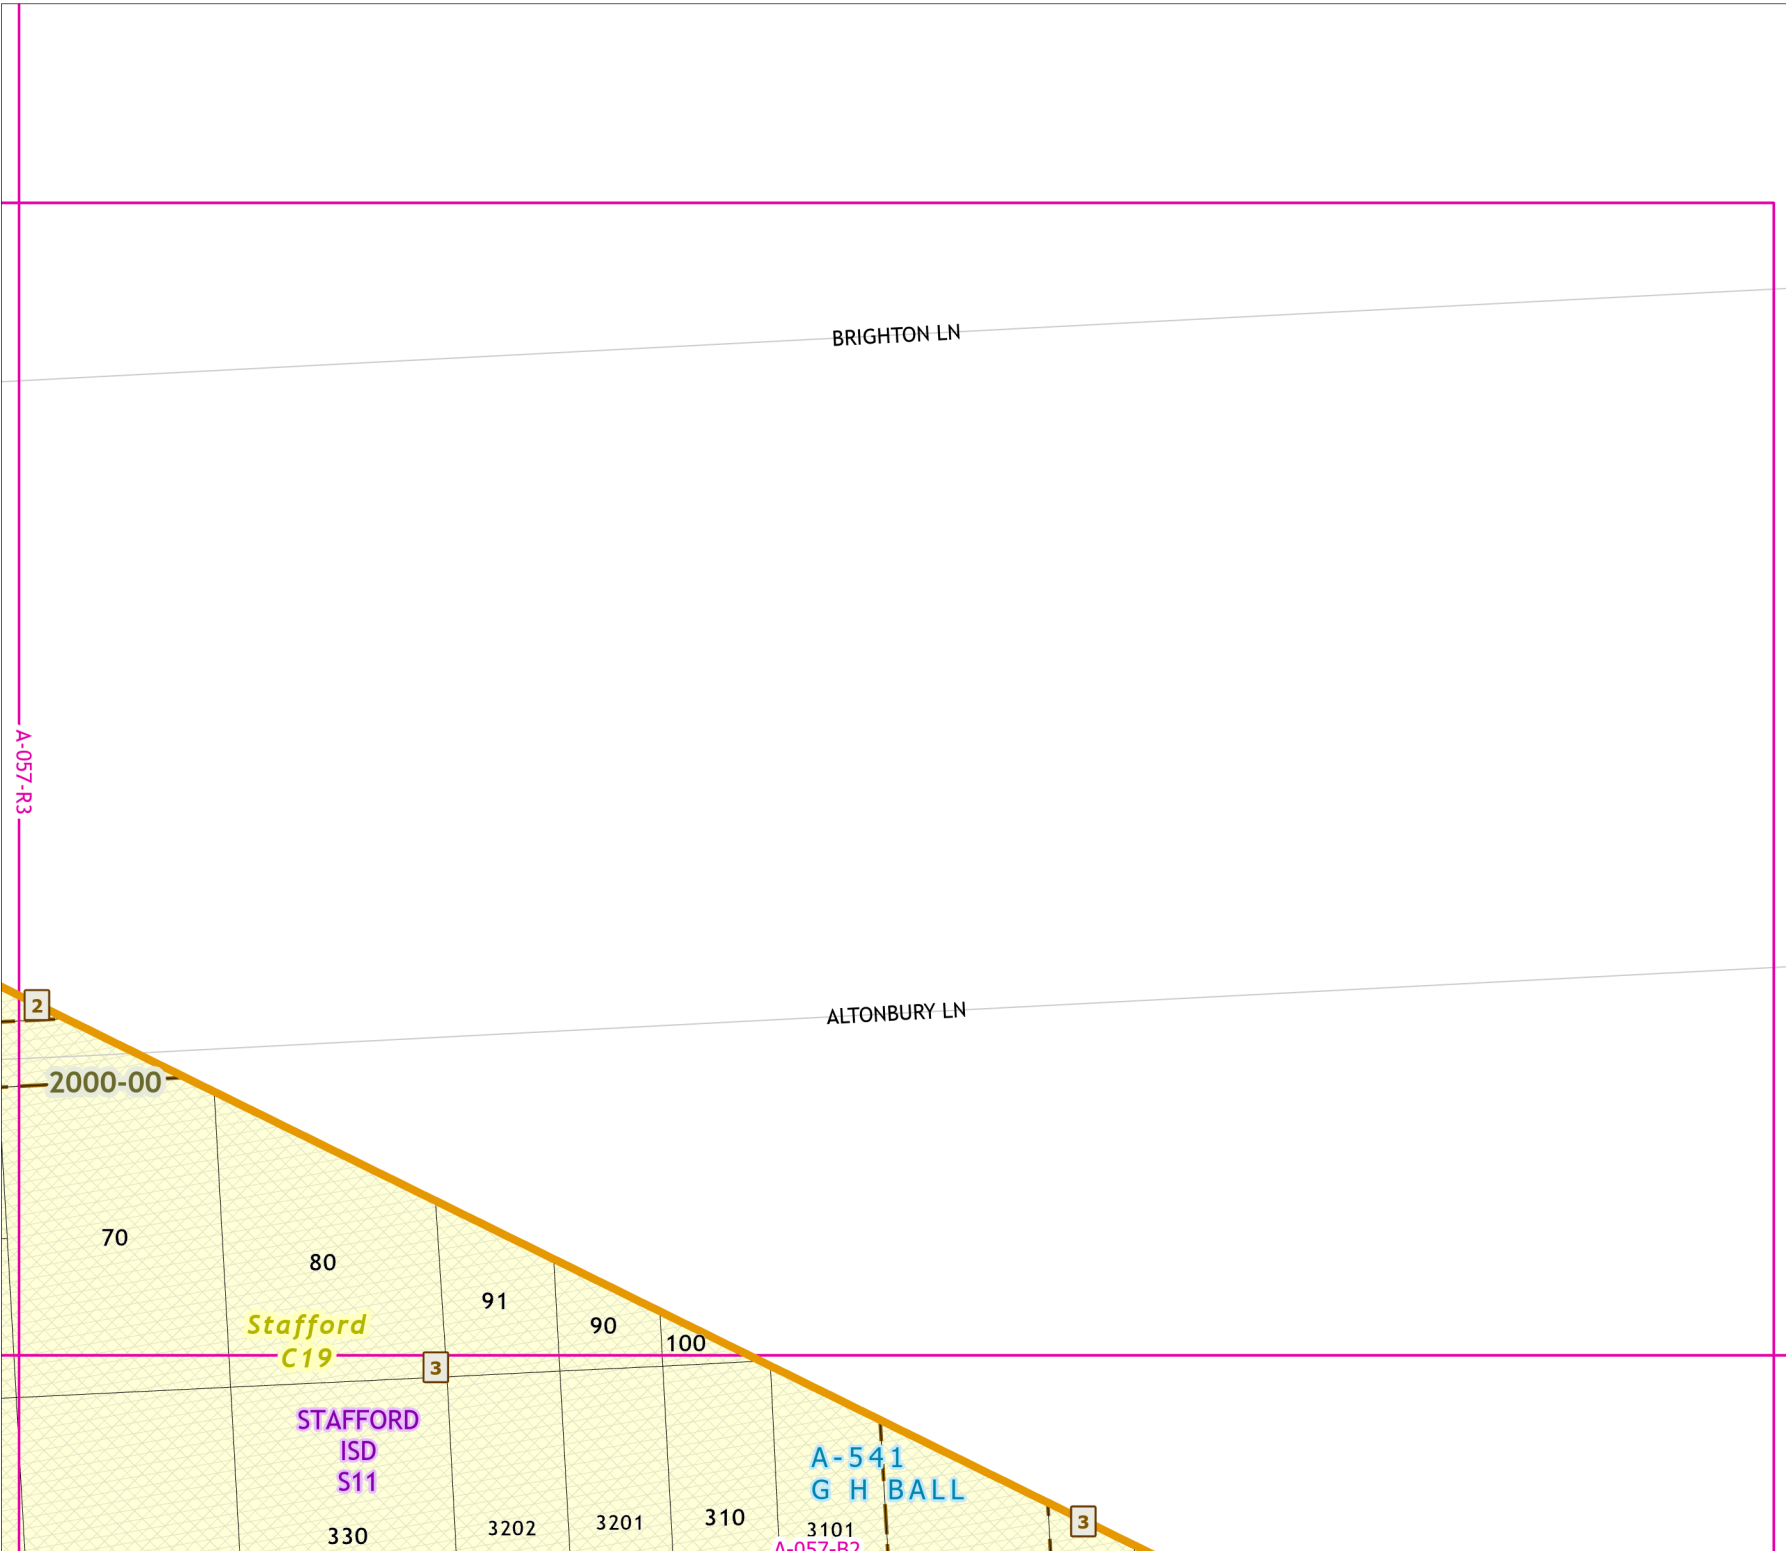 BRIGHTON LN
A-057-R3
2
ALTONBURY LN
2000-00
70
80
91
90
100
Stafford
C19
3
STAFFORD
ISD
S11
A-541
G H BALL
3
330
3202
3201
310
3101